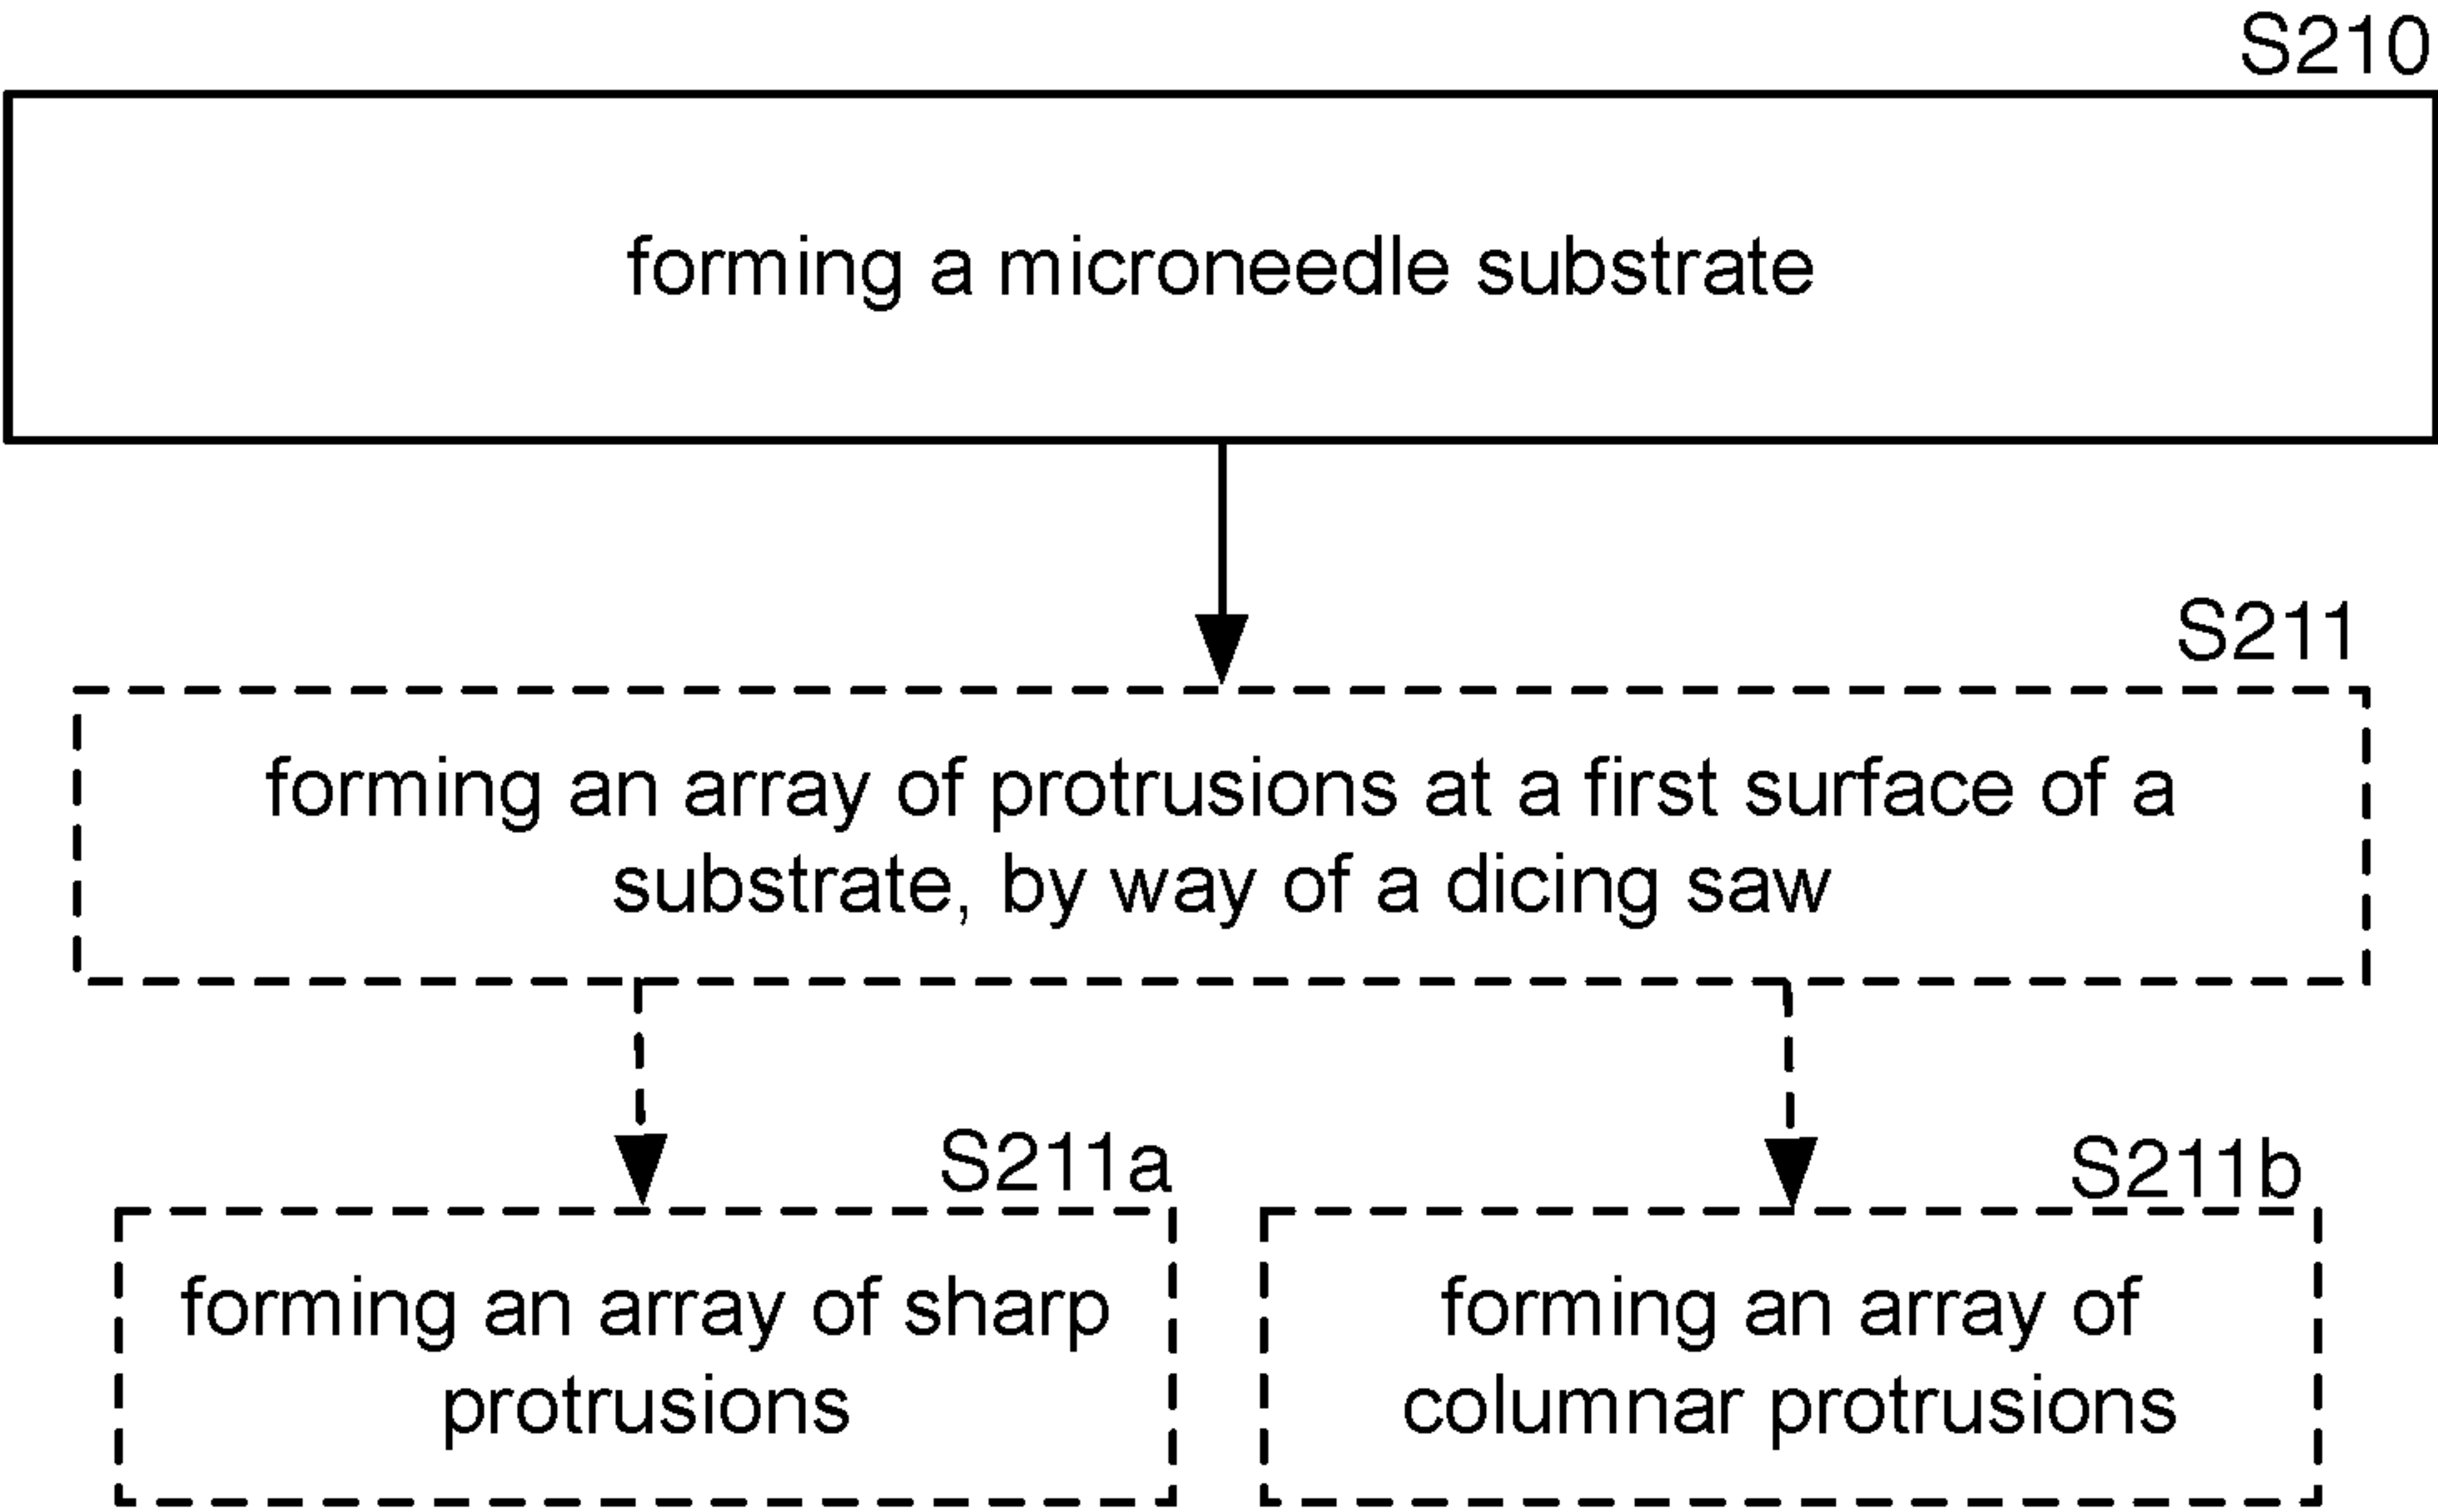 S210
forming a microneedle substrate
S211
forming an array of protrusions at a first surface of a
substrate, by way of a dicing saw
S211a
forming an array of sharp
protrusions
S211b
forming an array of
columnar protrusions